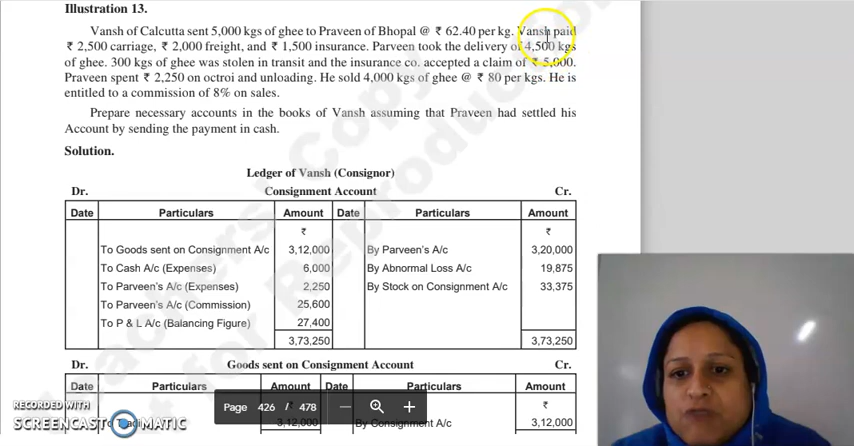 Illustration 13.
Vansh of Calcutta sent 5,000 kgs of ghee to Praveen of Bhopal @ ₹ 62.40 per kg. Vansh paid
₹ 2,500 carriage, ₹ 2,000 freight, and ₹ 1,500 insurance. Parveen took the delivery of 4,500 kgs
of ghee. 300 kgs of ghee was stolen in transit and the insurance co. accepted a claim of ₹ 5,000.
Praveen spent ₹ 2,250 on octroi and unloading. He sold 4,000 kgs of ghee @ ₹ 80 per kgs. He is
entitled to a commission of 8% on sales.
Prepare necessary accounts in the books of Vansh assuming that Praveen had settled his
Account by sending the payment in cash.
Solution.
Ledger of Vansh (Consignor)
Dr. Consignment Account Cr.
Date Particulars Amount Date Particulars Amount
₹ ₹
To Goods sent on Consignment A/c 3,12,000 By Parveen's A/c 3,20,000
To Cash A/c (Expenses) 6,000 By Abnormal Loss A/c 19,875
To Parveen's A/c (Expenses) 2,250 By Stock on Consignment A/c 33,375
To Parveen's A/c (Commission) 25,600
To P & L A/c (Balancing Figure) 27,400
3,73,250 3,73,250
Dr. Goods sent on Consignment Account Cr.
Date Particulars Amount Date Particulars Amount
₹
3,12,000 By Consignment A/c 3,12,000
Page 426 / 478
RECORDED WITH
SCREENCAST MATIC